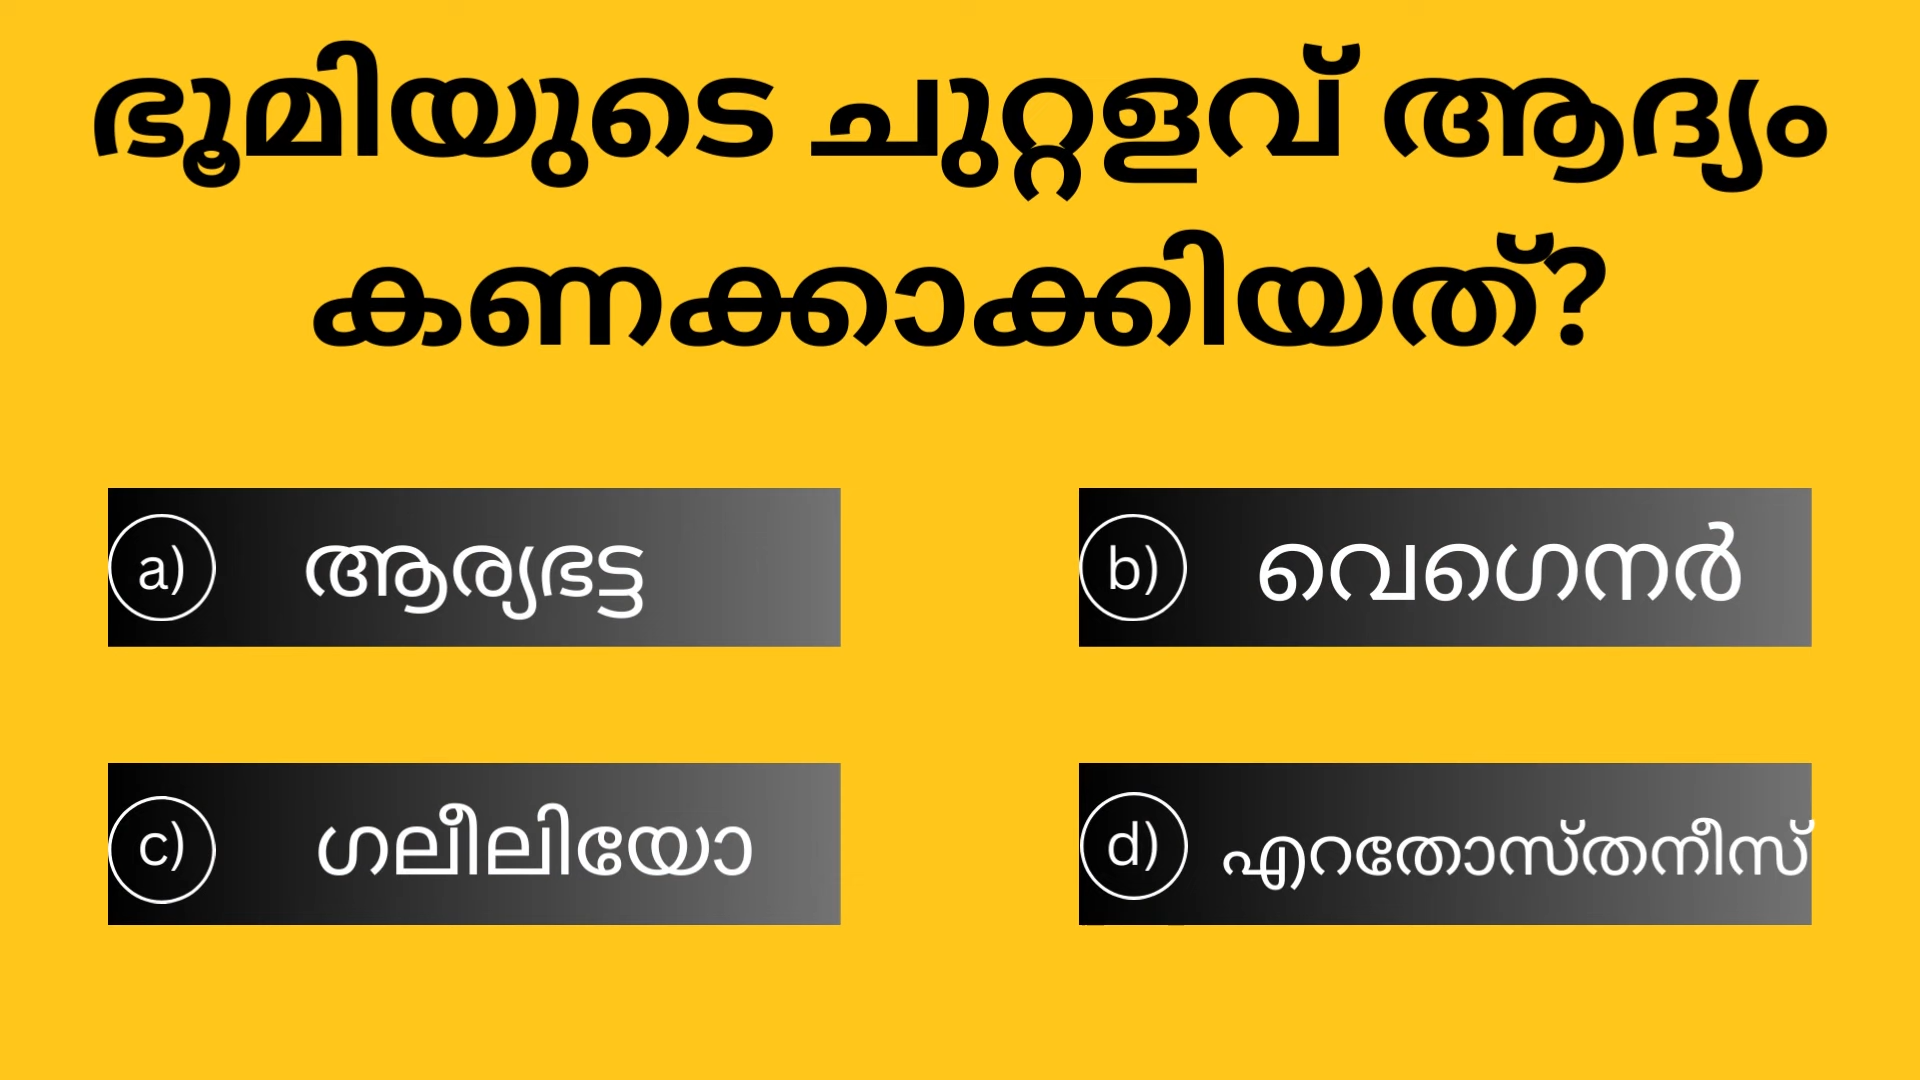 ഭൂമിയുടെ ചുറ്റളവ് ആദ്യം
കണക്കാക്കിയത്?
a) ആര്യഭട്ട
b) വെഗെനർ
c) ഗലീലിയോ
d) എറതോസ്തനീസ്